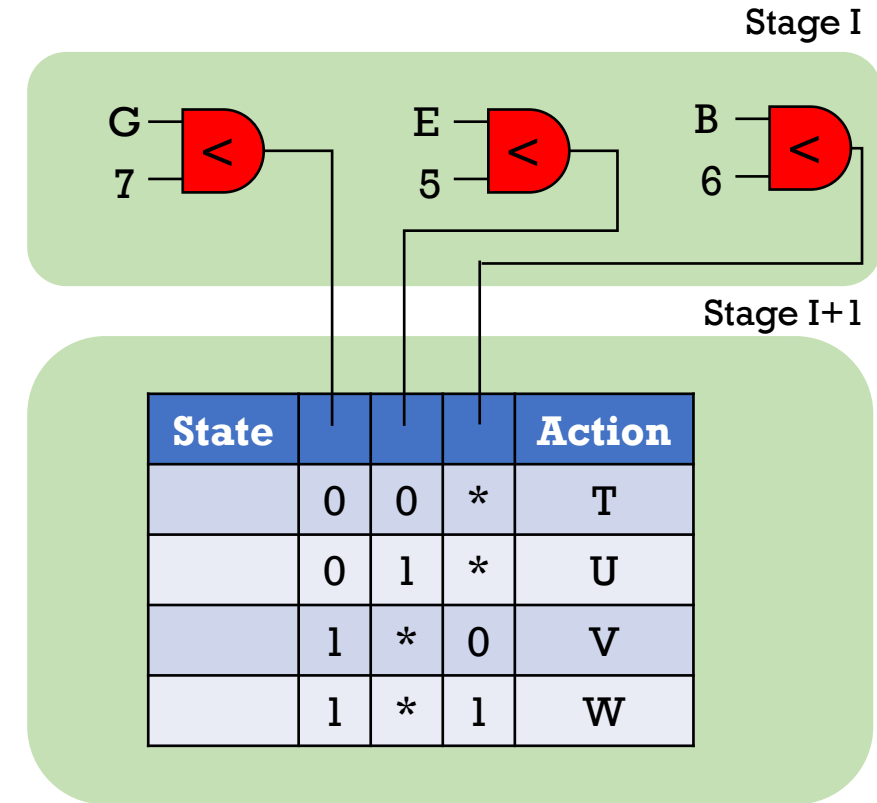 Stage I
G < E < B <
7 5 6
Stage I+1
State Action
0 0 * T
0 1 * U
1 * 0 V
1 * 1 W